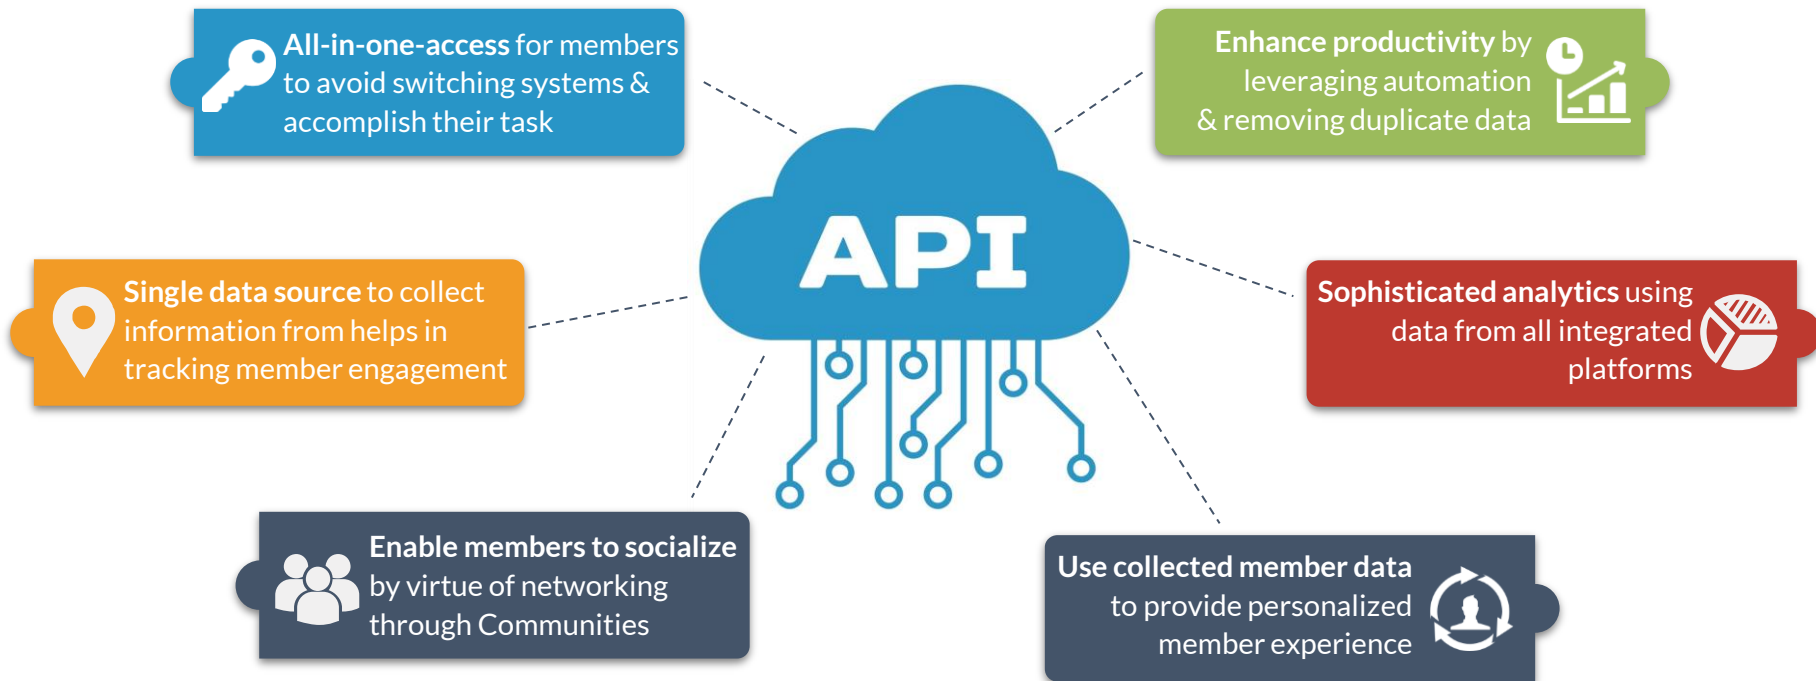 All-in-one-access for members
to avoid switching systems &
accomplish their task
Enhance productivity by
leveraging automation
& removing duplicate data
API
Single data source to collect
information from helps in
tracking member engagement
Sophisticated analytics using
data from all integrated
platforms
Enable members to socialize
by virtue of networking
through Communities
Use collected member data
to provide personalized
member experience